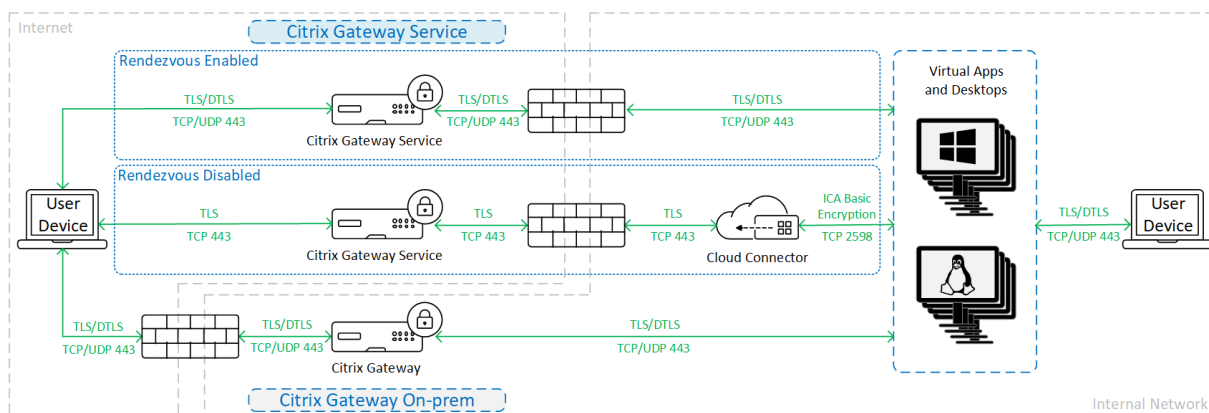 Internet
Citrix Gateway Service
Rendezvous Enabled
TLS/DTLS
TCP/UDP 443
Citrix Gateway Service
TLS/DTLS
TCP/UDP 443
TLS/DTLS
TCP/UDP 443
Virtual Apps
and Desktops
Rendezvous Disabled
User
Device
TLS
TCP 443
Citrix Gateway Service
TLS
TCP 443
TLS
TCP 443
Cloud Connector
ICA Basic
Encryption
TCP 2598
TLS/DTLS
TCP/UDP 443
User
Device
TLS/DTLS
TCP/UDP 443
TLS/DTLS
TCP/UDP 443
Citrix Gateway
TLS/DTLS
TCP/UDP 443
Citrix Gateway On-prem
Internal Network